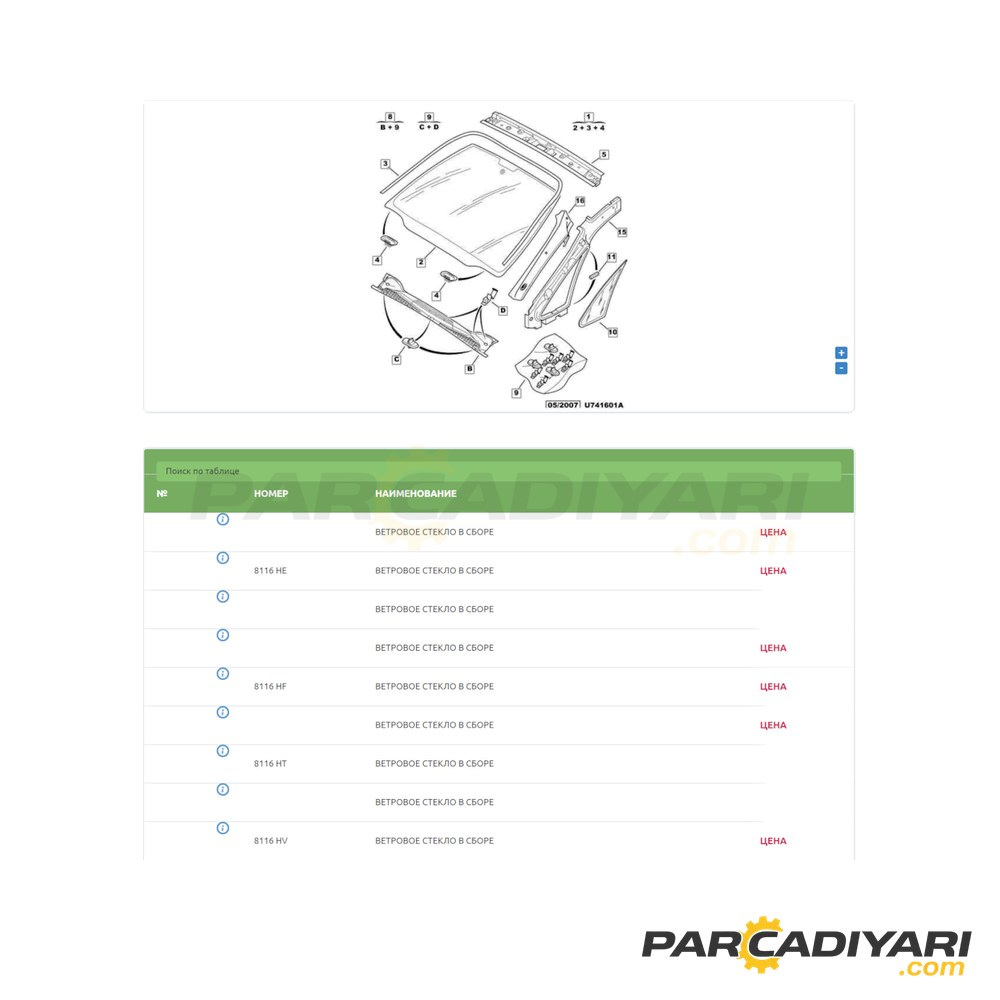 8 9 1
B + 9 C + D 2 + 3 + 4
3
5
16
15
4
2
11
4
D
10
C
B
9
05/2007 U741601A
+
-
Поиск по таблице
№ НОМЕР НАИМЕНОВАНИЕ
PARCADIYARI
.com
ВЕТРОВОЕ СТЕКЛО В СБОРЕ ЦЕНА
8116 HE ВЕТРОВОЕ СТЕКЛО В СБОРЕ ЦЕНА
ВЕТРОВОЕ СТЕКЛО В СБОРЕ
ВЕТРОВОЕ СТЕКЛО В СБОРЕ ЦЕНА
8116 HF ВЕТРОВОЕ СТЕКЛО В СБОРЕ ЦЕНА
ВЕТРОВОЕ СТЕКЛО В СБОРЕ ЦЕНА
8116 HT ВЕТРОВОЕ СТЕКЛО В СБОРЕ
ВЕТРОВОЕ СТЕКЛО В СБОРЕ
8116 HV ВЕТРОВОЕ СТЕКЛО В СБОРЕ ЦЕНА
PARCADIYARI
.com